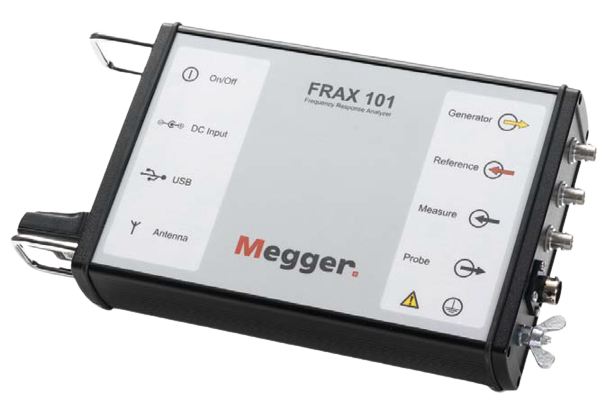 On/Off
DC Input
USB
Antenna
FRAX 101
Frequency Response Analyzer
Megger.
Generator
Reference
Measure
Probe